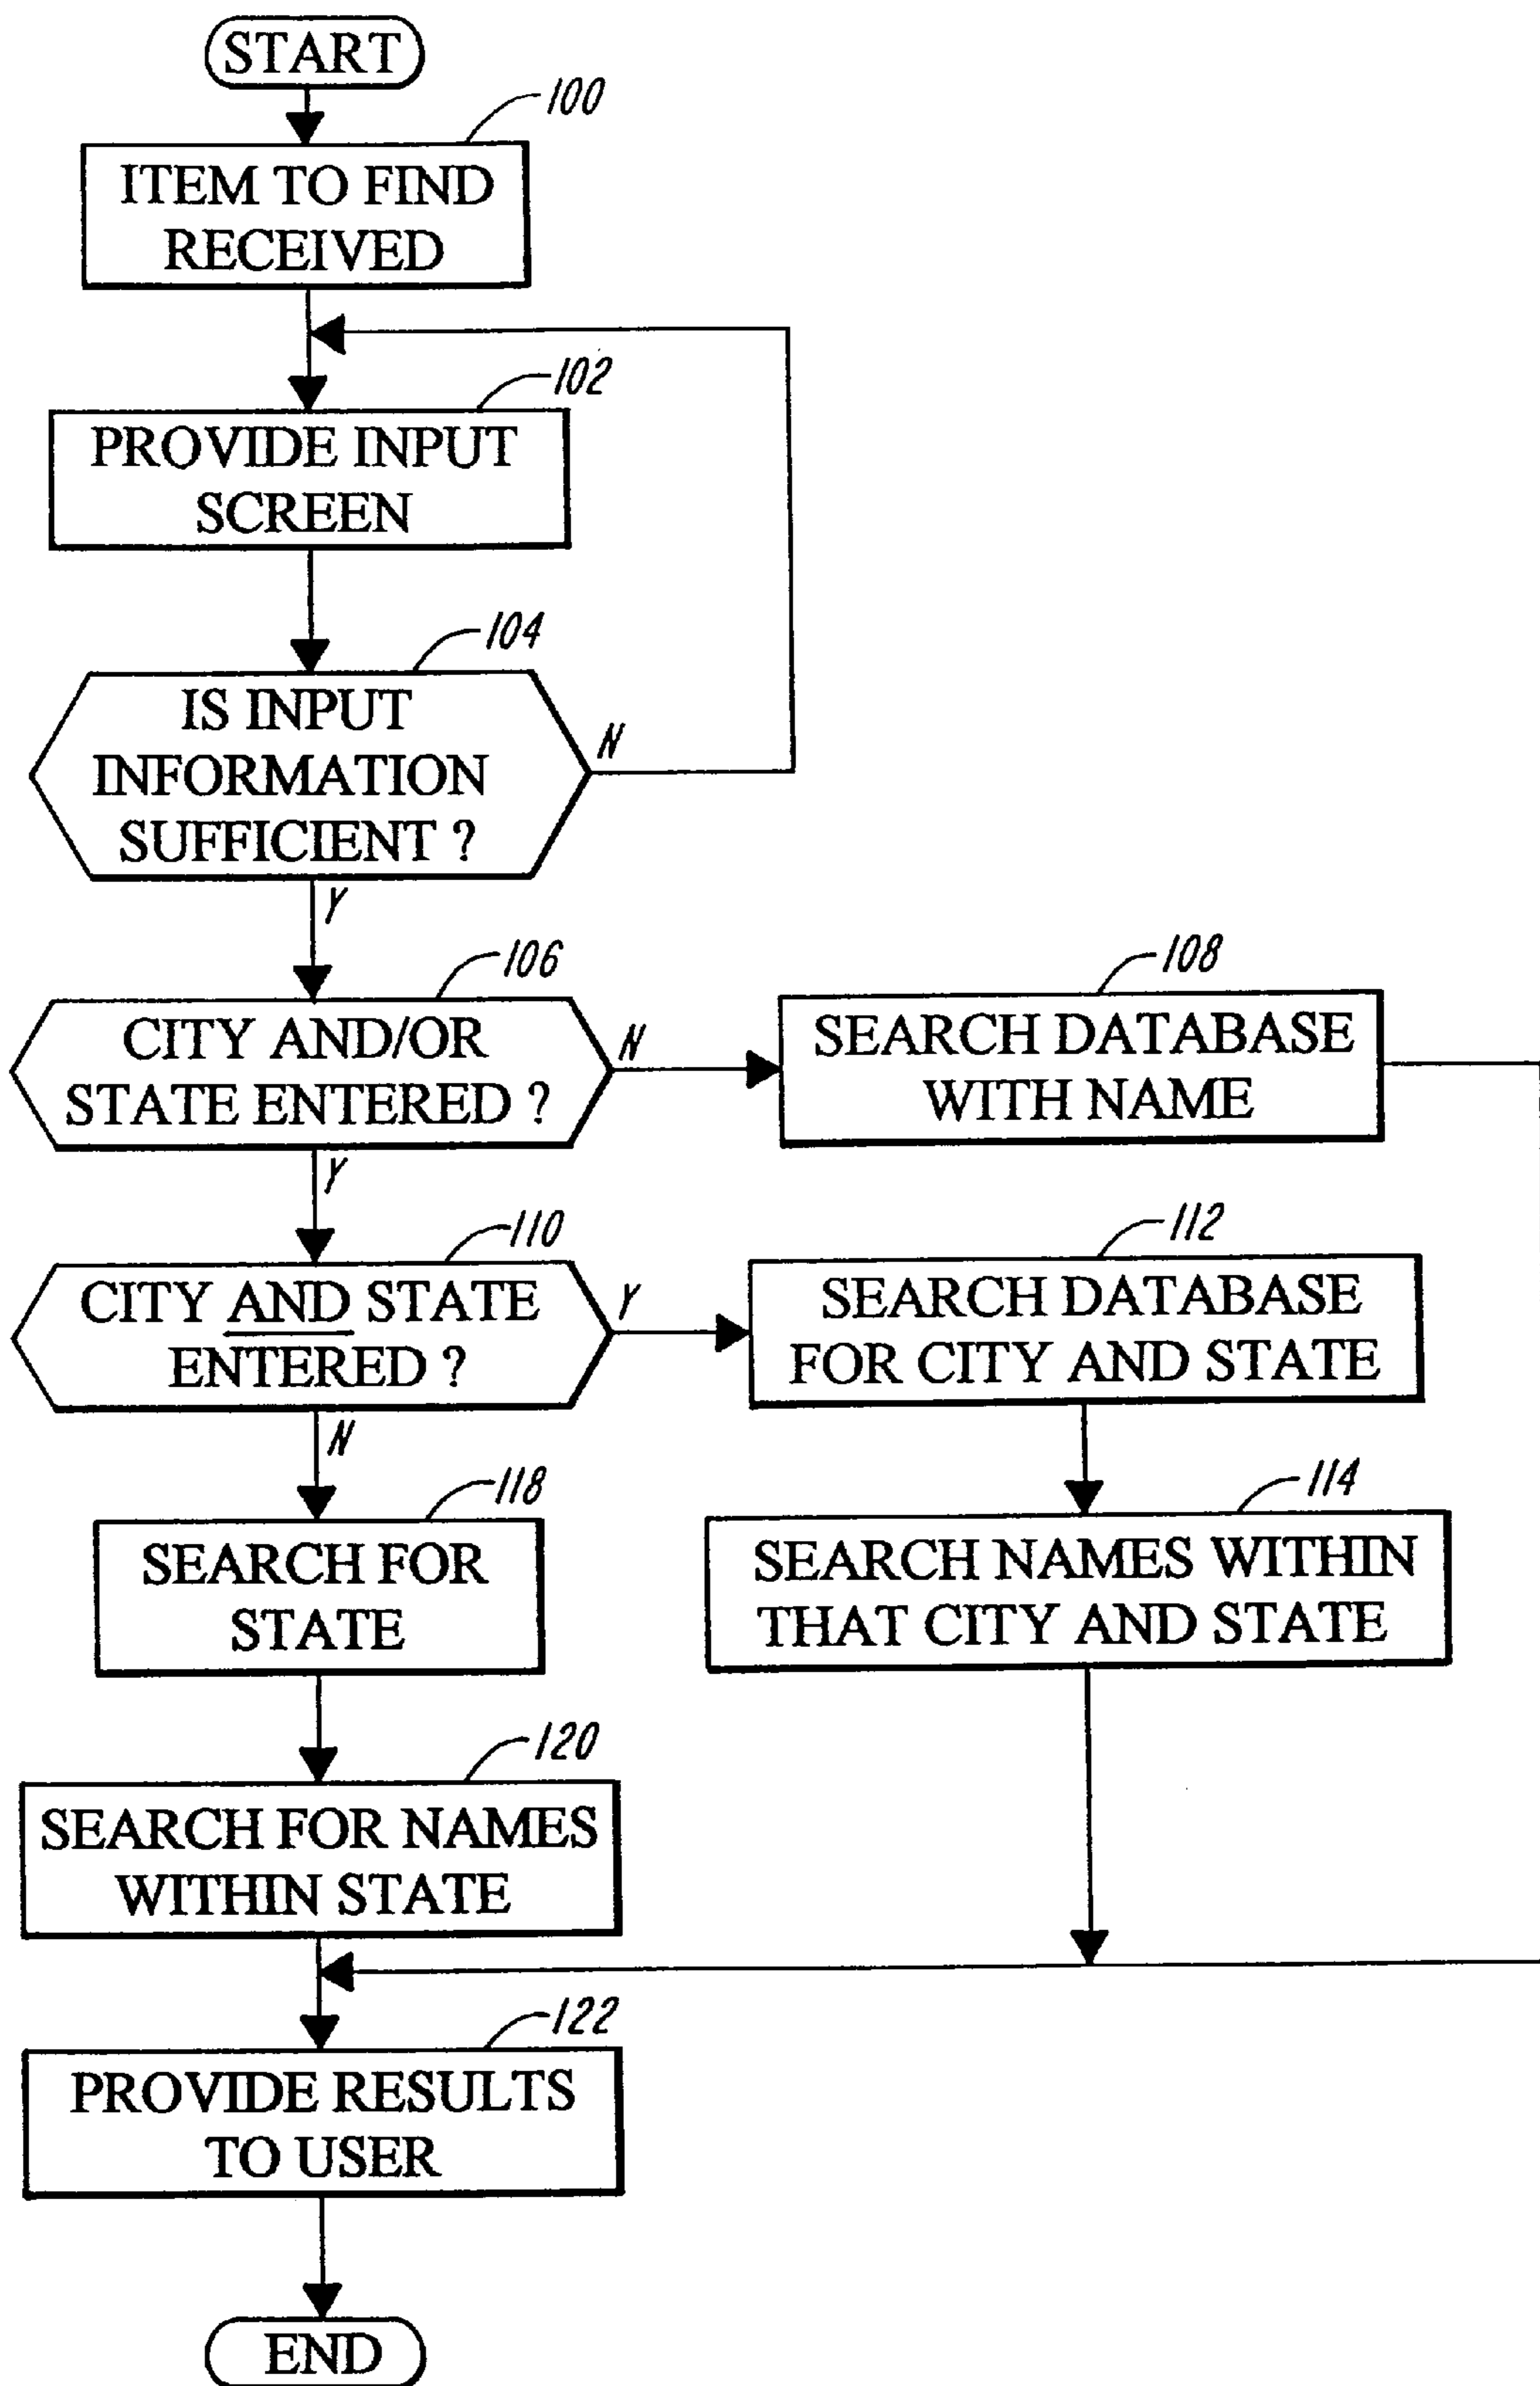 START
100
ITEM TO FIND
RECEIVED
102
PROVIDE INPUT
SCREEN
104
IS INPUT
INFORMATION
SUFFICIENT ?
N
Y
106
CITY AND/OR
STATE ENTERED ?
N
108
SEARCH DATABASE
WITH NAME
Y
110
CITY AND STATE
ENTERED ?
Y
112
SEARCH DATABASE
FOR CITY AND STATE
N
114
SEARCH NAMES WITHIN
THAT CITY AND STATE
118
SEARCH FOR
STATE
120
SEARCH FOR NAMES
WITHIN STATE
122
PROVIDE RESULTS
TO USER
END